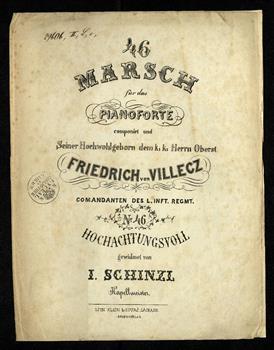 46
MARSCH
für das
PIANOFORTE
componirt und
Seiner Hochwohlgeborn dem k. k. Herrn Oberst
FRIEDRICH von VILLECZ
COMANDANTEN DES L. INFT. REGMT.
No. 46
HOCHACHTUNGSVOLL
gewidmet von
I. SCHINZL
Kapellmeister.